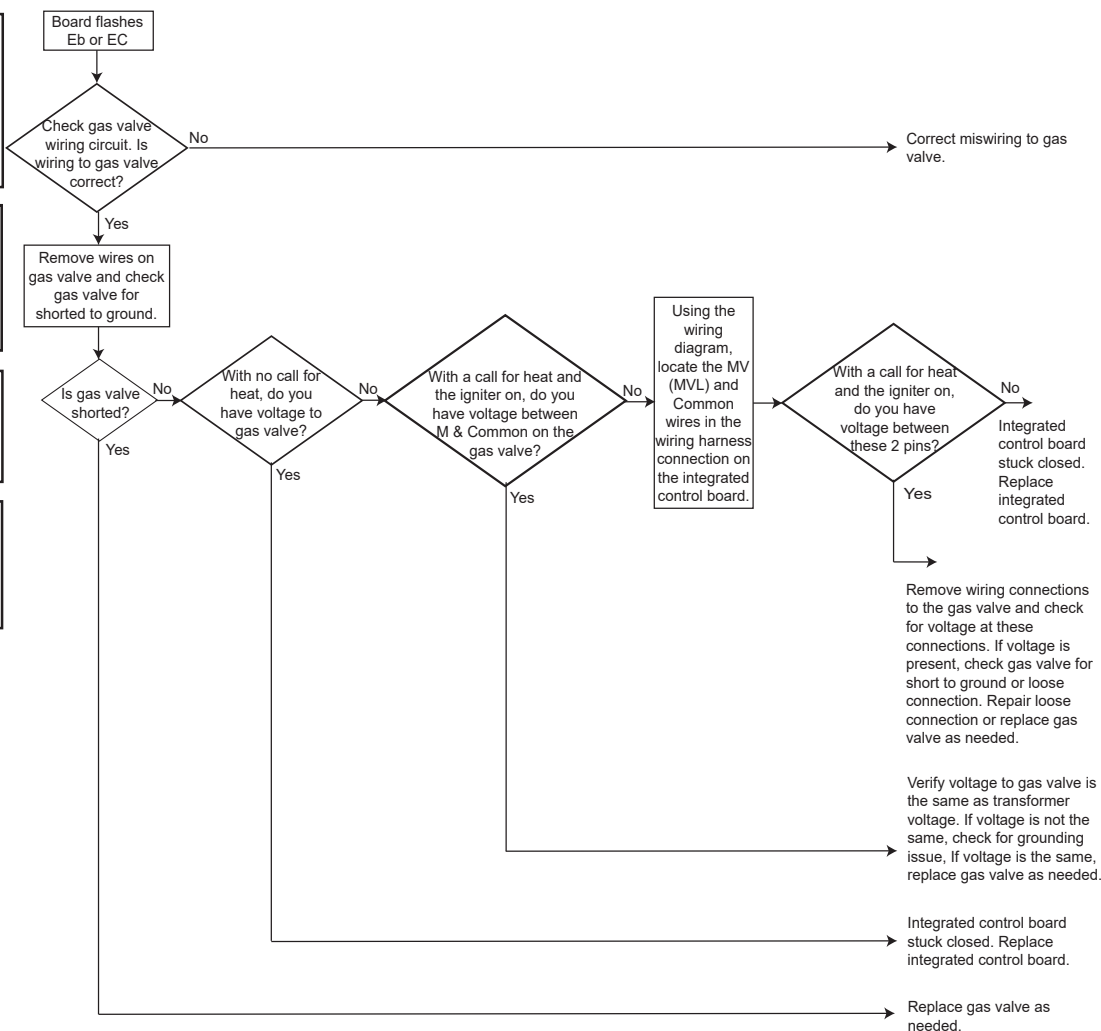 Board flashes
Eb or EC
Check gas valve
wiring circuit. Is
wiring to gas valve
correct?
No
Correct miswiring to gas
valve.
Yes
Remove wires on
gas valve and check
gas valve for
shorted to ground.
Is gas valve
shorted?
No
Yes
With no call for
heat, do you
have voltage to
gas valve?
No
Yes
With a call for heat and
the igniter on, do you
have voltage between
M & Common on the
gas valve?
No
Yes
Using the
wiring
diagram,
locate the MV
(MVL) and
Common
wires in the
wiring harness
connection on
the integrated
control board.
With a call for heat
and the igniter on,
do you have
voltage between
these 2 pins?
No
Integrated
control board
stuck closed.
Replace
integrated
control board.
Yes
Remove wiring connections
to the gas valve and check
for voltage at these
connections. If voltage is
present, check gas valve for
short to ground or loose
connection. Repair loose
connection or replace gas
valve as needed.
Verify voltage to gas valve is
the same as transformer
voltage. If voltage is not the
same, check for grounding
issue, If voltage is the same,
replace gas valve as needed.
Integrated control board
stuck closed. Replace
integrated control board.
Replace gas valve as
needed.